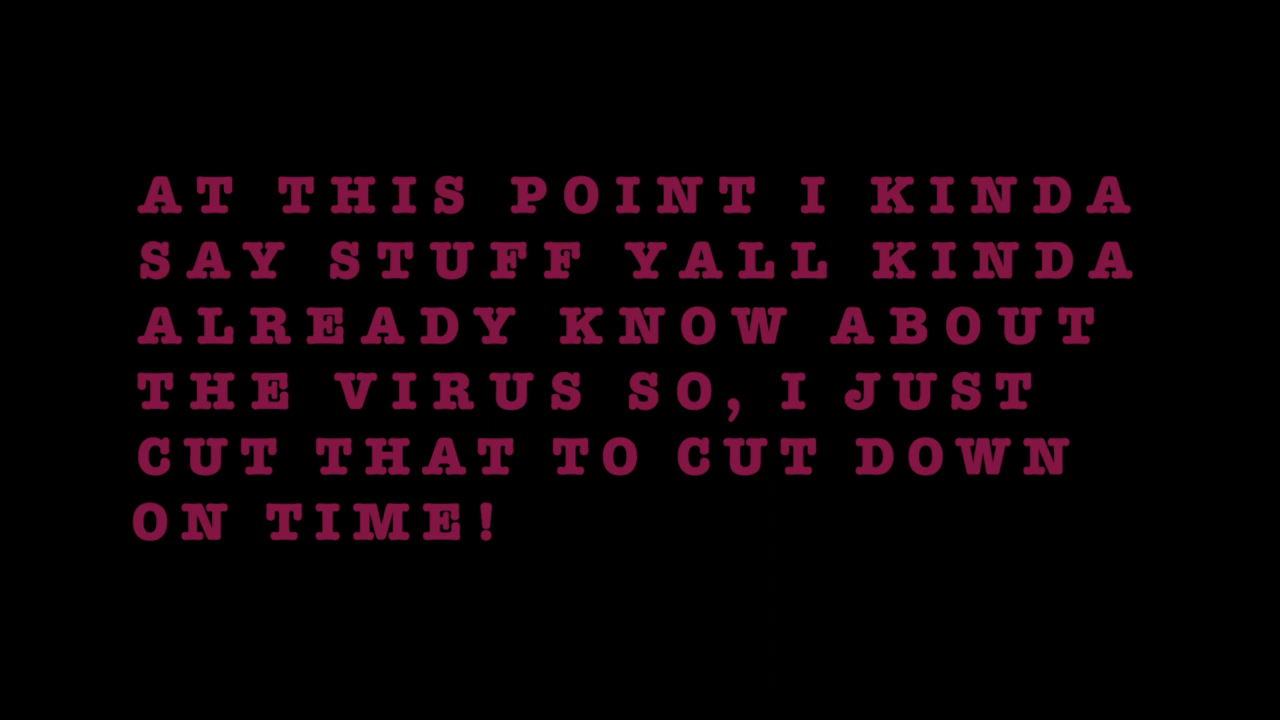 AT THIS POINT I KINDA
SAY STUFF YALL KINDA
ALREADY KNOW ABOUT
THE VIRUS SO, I JUST
CUT THAT TO CUT DOWN
ON TIME!